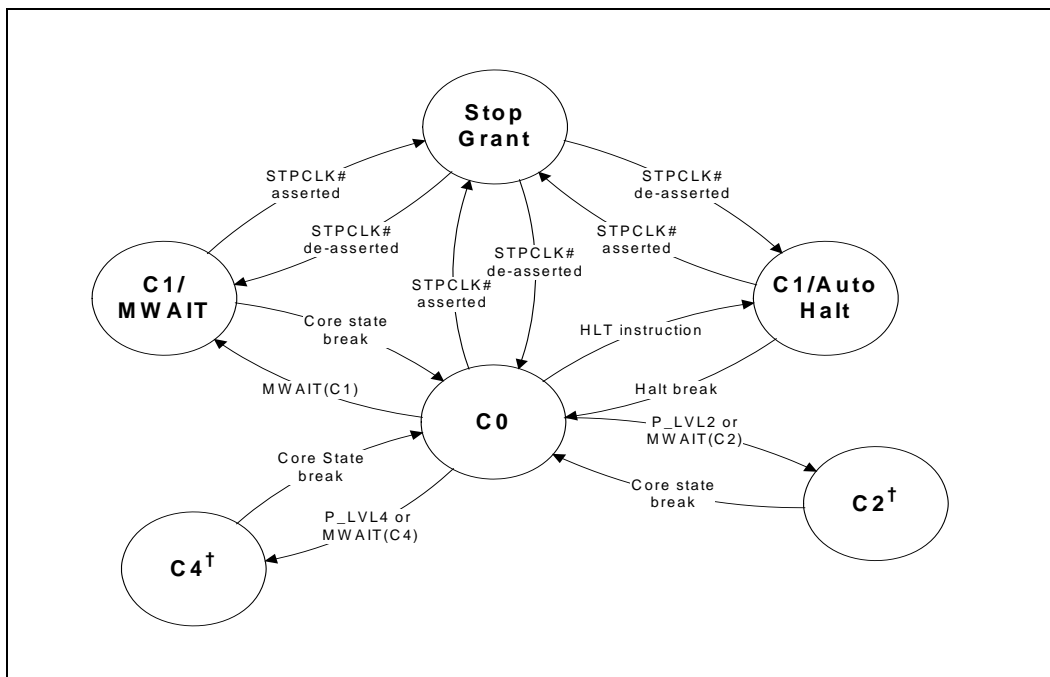 Stop
Grant
STPCLK#
asserted
STPCLK#
de-asserted
STPCLK#
de-asserted
STPCLK#
asserted
STPCLK#
de-asserted
STPCLK#
asserted
C1/
MWAIT
C1/Auto
Halt
Core state
break
HLT instruction
MWAIT(C1)
Halt break
C0
P_LVL2 or
MWAIT(C2)
Core State
break
Core state
break
C2†
P_LVL4 or
MWAIT(C4)
C4†